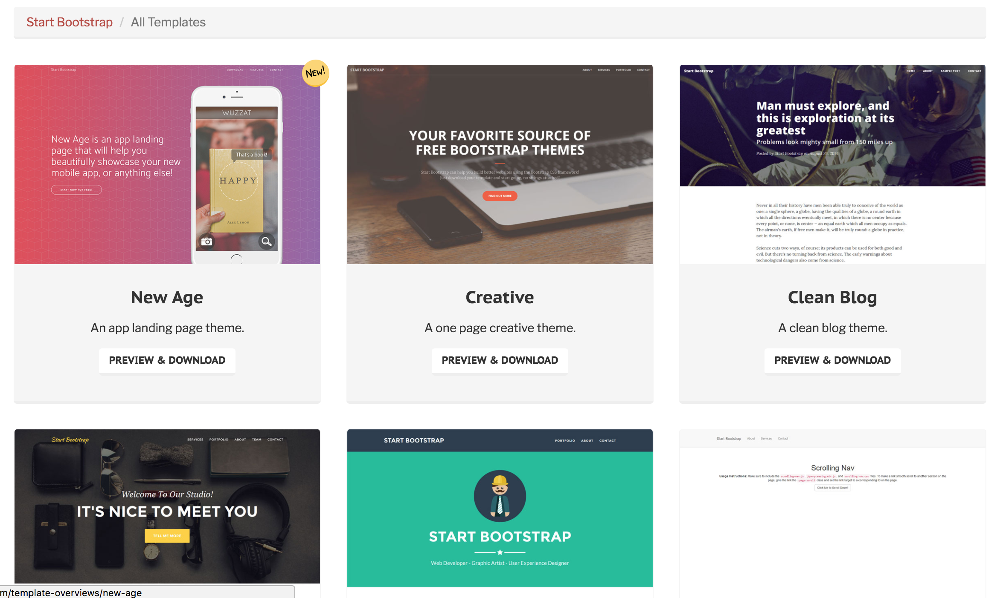 Start Bootstrap / All Templates
Start Bootstrap DOWNLOAD FEATURES CONTACT
New!
WUZZAT
New Age is an app landing
page that will help you
beautifully showcase your new
mobile app, or anything else!
START NOW FOR FREE!
That's a book!
HAPPY
ALEX LEMON
START BOOTSTRAP ABOUT SERVICES PORTFOLIO CONTACT
YOUR FAVORITE SOURCE OF
FREE BOOTSTRAP THEMES
Start Bootstrap can help you build better websites using the Bootstrap CSS framework!
Just download your template and start going, no strings attached!
FIND OUT MORE
Start Bootstrap HOME ABOUT SAMPLE POST CONTACT
Man must explore, and
this is exploration at its
greatest
Problems look mighty small from 150 miles up
Posted by Start Bootstrap on August 24, 2014
Never in all their history have men been able truly to conceive of the world as
one: a single sphere, a globe, having the qualities of a globe, a round earth in
which all the directions eventually meet, in which there is no center because
every point, or none, is center — an equal earth which all men occupy as equals.
The airman's earth, if free men make it, will be truly round: a globe in practice,
not in theory.
Science cuts two ways, of course; its products can be used for both good and
evil. But there's no turning back from science. The early warnings about
technological dangers also come from science.
New Age
An app landing page theme.
PREVIEW & DOWNLOAD
Creative
A one page creative theme.
PREVIEW & DOWNLOAD
Clean Blog
A clean blog theme.
PREVIEW & DOWNLOAD
Start Bootstrap SERVICES PORTFOLIO ABOUT TEAM CONTACT
Welcome To Our Studio!
IT'S NICE TO MEET YOU
TELL ME MORE
START BOOTSTRAP PORTFOLIO ABOUT CONTACT
START BOOTSTRAP
Web Developer - Graphic Artist - User Experience Designer
Start Bootstrap About Services Contact
Scrolling Nav
Usage Instructions: Make sure to include the scrolling-nav.js, jquery.easing.min.js, and scrolling-nav.css files. To make a link smooth scroll to another section on the
page, give the link the .page-scroll class and set the link target to a corresponding ID on the page.
Click Me to Scroll Down!
m/template-overviews/new-age